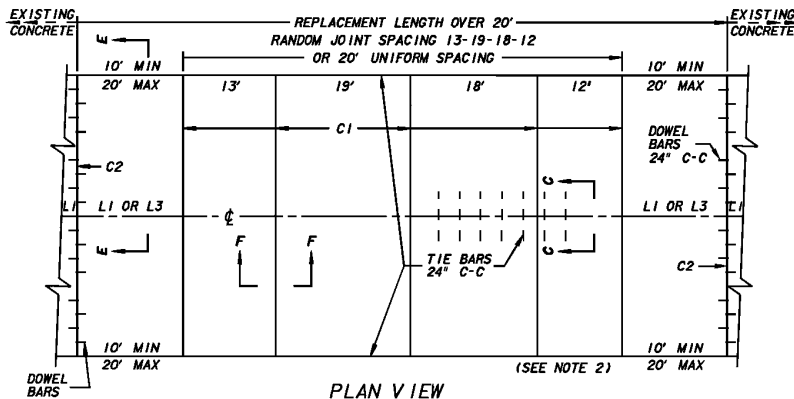 EXISTING
CONCRETE
REPLACEMENT LENGTH OVER 20'
EXISTING
CONCRETE
RANDOM JOINT SPACING 13-19-18-12
OR 20' UNIFORM SPACING
E
10' MIN
20' MAX
13'
19'
18'
12"
10' MIN
20' MAX
C1
DOWEL
BARS
24" C-C
C2
C
L1
L1 OR L3
℄
L1 OR L3
L1
E
F
F
TIE BARS
24" C-C
C
C2
10' MIN
20' MAX
(SEE NOTE 2)
10' MIN
20' MAX
DOWEL
BARS
PLAN VIEW